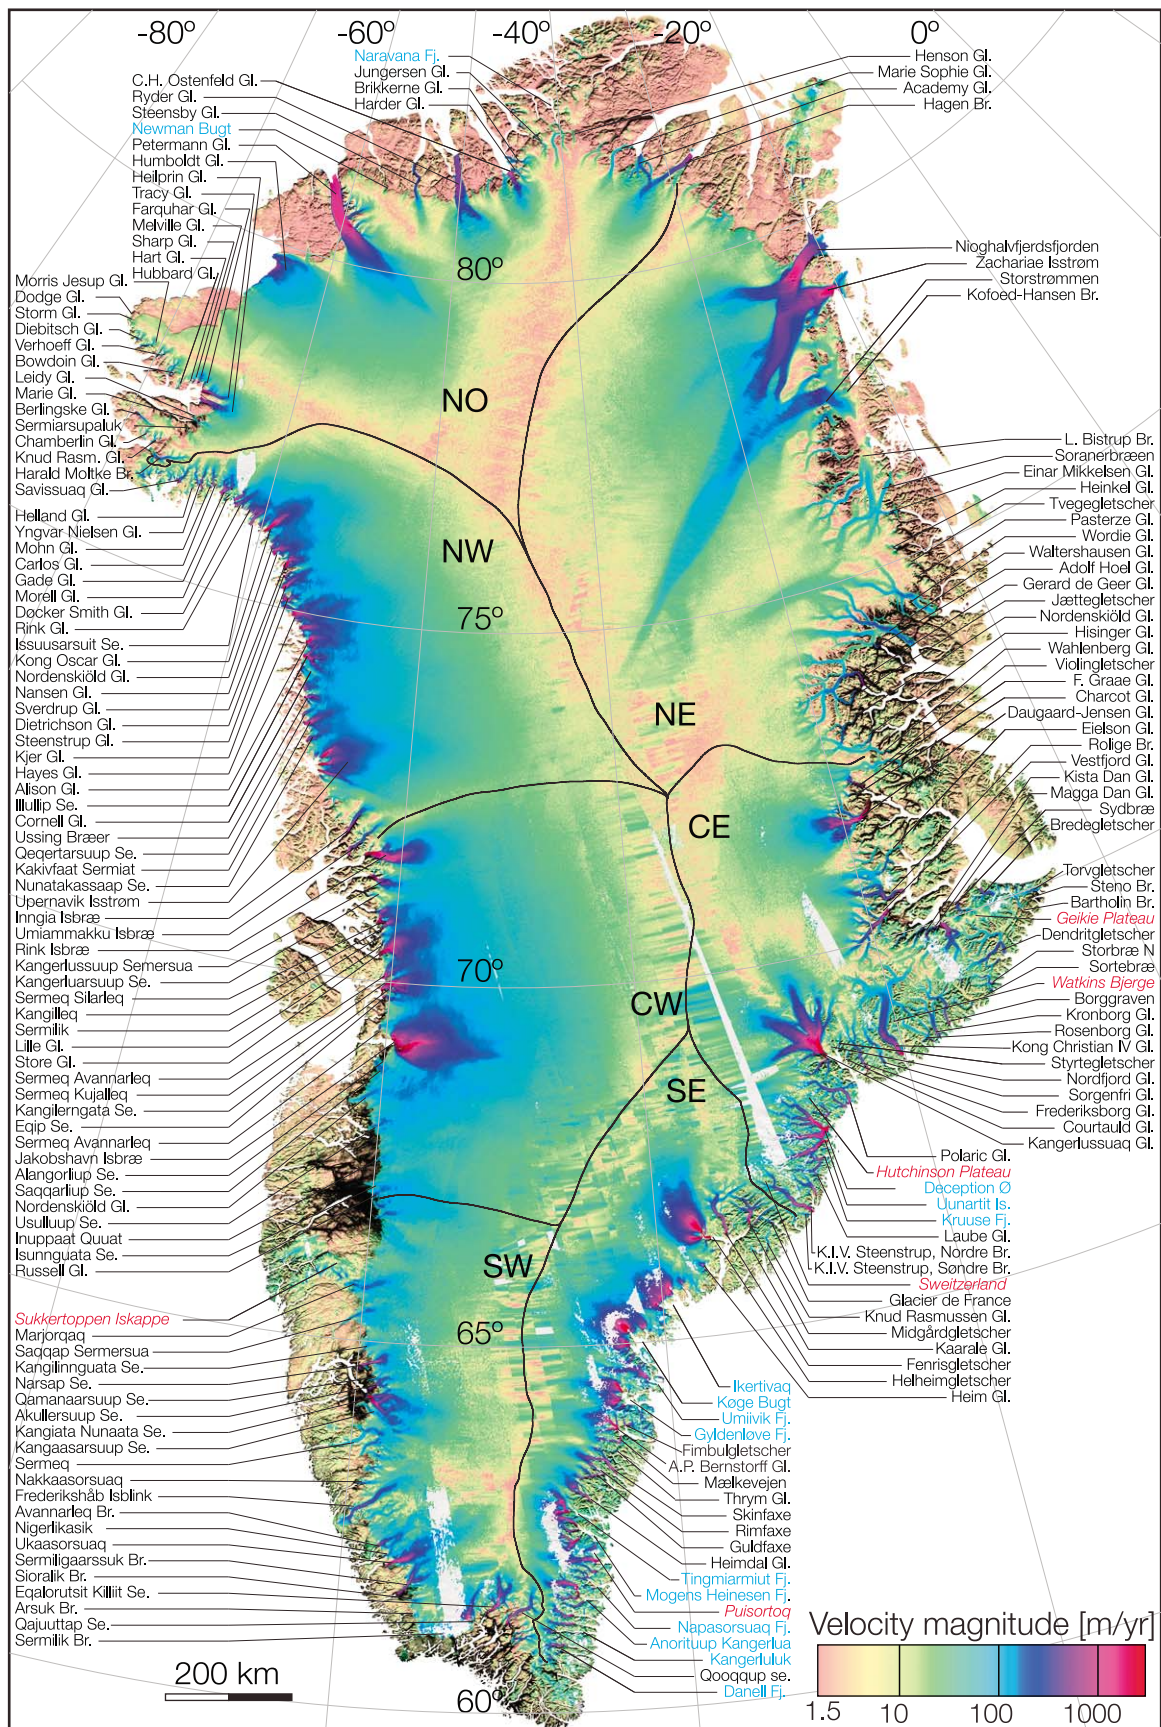 -80º
-60º
-40º
-20º
0º
Naravana Fj.
Jungersen Gl.
Brikkerne Gl.
Harder Gl.
Henson Gl.
Marie Sophie Gl.
Academy Gl.
Hagen Br.
C.H. Ostenfeld Gl.
Ryder Gl.
Steensby Gl.
Newman Bugt
Petermann Gl.
Humboldt Gl.
Heilprin Gl.
Tracy Gl.
Farquhar Gl.
Melville Gl.
Sharp Gl.
Hart Gl.
Hubbard Gl.
Morris Jesup Gl.
Dodge Gl.
Storm Gl.
Diebitsch Gl.
Verhoeff Gl.
Bowdoin Gl.
Leidy Gl.
Marie Gl.
Berlingske Gl.
Sermiarsupaluk
Chamberlin Gl.
Knud Rasm. Gl.
Harald Moltke Br.
Savissuaq Gl.
Helland Gl.
Yngvar Nielsen Gl.
Mohn Gl.
Carlos Gl.
Gade Gl.
Morell Gl.
Døcker Smith Gl.
Rink Gl.
Issuusarsuit Se.
Kong Oscar Gl.
Nordenskiöld Gl.
Nansen Gl.
Sverdrup Gl.
Dietrichson Gl.
Steenstrup Gl.
Kjer Gl.
Hayes Gl.
Alison Gl.
Illullip Se.
Cornell Gl.
Ussing Bræer
Qeqertarsuup Se.
Kakivfaat Sermiat
Nunatakassaap Se.
Upernavik Isstrøm
Inngia Isbræ
Umiammakku Isbræ
Rink Isbræ
Kangerlussuup Semersua
Kangerluarsuup Se.
Sermeq Silarleq
Kangilleq
Sermilik
Lille Gl.
Store Gl.
Sermeq Avannarleq
Sermeq Kujalleq
Kangilerngata Se.
Eqip Se.
Sermeq Avannarleq
Jakobshavn Isbræ
Alangorliup Se.
Saqqarliup Se.
Nordenskiöld Gl.
Usulluup Se.
Inuppaat Quuat
Isunnguata Se.
Russell Gl.
Sukkertoppen Iskappe
Marjorqaq
Saqqap Sermersua
Kangilinnguata Se.
Narsap Se.
Qamanaarsuup Se.
Akullersuup Se.
Kangiata Nunaata Se.
Kangaasarsuup Se.
Sermeq
Nakkaasorsuaq
Frederikshåb Isblink
Avannarleq Br.
Nigerlikasik
Ukaasorsuaq
Sermiligaarssuk Br.
Sioralik Br.
Eqalorutsit Killiit Se.
Arsuk Br.
Qajuuttap Se.
Sermilik Br.
200 km
80º
NO
NW
75º
NE
CE
70º
CW
SE
SW
65º
60º
Nioghalvfjerdsfjorden
Zachariae Isstrøm
Storstrømmen
Kofoed-Hansen Br.
L. Bistrup Br.
Soranerbræen
Einar Mikkelsen Gl.
Heinkel Gl.
Tvegegletscher
Pasterze Gl.
Wordie Gl.
Waltershausen Gl.
Adolf Hoel Gl.
Gerard de Geer Gl.
Jættegletscher
Nordenskiöld Gl.
Hisinger Gl.
Wahlenberg Gl.
Violingletscher
F. Graae Gl.
Charcot Gl.
Daugaard-Jensen Gl.
Eielson Gl.
Rolige Br.
Vestfjord Gl.
Kista Dan Gl.
Magga Dan Gl.
Sydbræ
Bredegletscher
Torvgletscher
Steno Br.
Bartholin Br.
Geikie Plateau
Dendritgletscher
Storbræ N
Sortebræ
Watkins Bjerge
Borggraven
Kronborg Gl.
Rosenborg Gl.
Kong Christian IV Gl.
Styrtegletscher
Nordfjord Gl.
Sorgenfri Gl.
Frederiksborg Gl.
Courtauld Gl.
Kangerlussuaq Gl.
Polaric Gl.
Hutchinson Plateau
Deception Ø
Uunartit Is.
Kruuse Fj.
Laube Gl.
K.I.V. Steenstrup, Nordre Br.
K.I.V. Steenstrup, Søndre Br.
Sweitzerland
Glacier de France
Knud Rasmussen Gl.
Midgårdgletscher
Kaarale Gl.
Fenrisgletscher
Helheimgletscher
Heim Gl.
Ikertivaq
Køge Bugt
Umiivik Fj.
Gyldenløve Fj.
Fimbulgletscher
A.P. Bernstorff Gl.
Mælkevejen
Thrym Gl.
Skinfaxe
Rimfaxe
Guldfaxe
Heimdal Gl.
Tingmiarmiut Fj.
Mogens Heinesen Fj.
Puisortoq
Napasorsuaq Fj.
Anorituup Kangerlua
Kangerluluk
Qooqqup se.
Danell Fj.
Velocity magnitude [m/yr]
1.5
10
100
1000